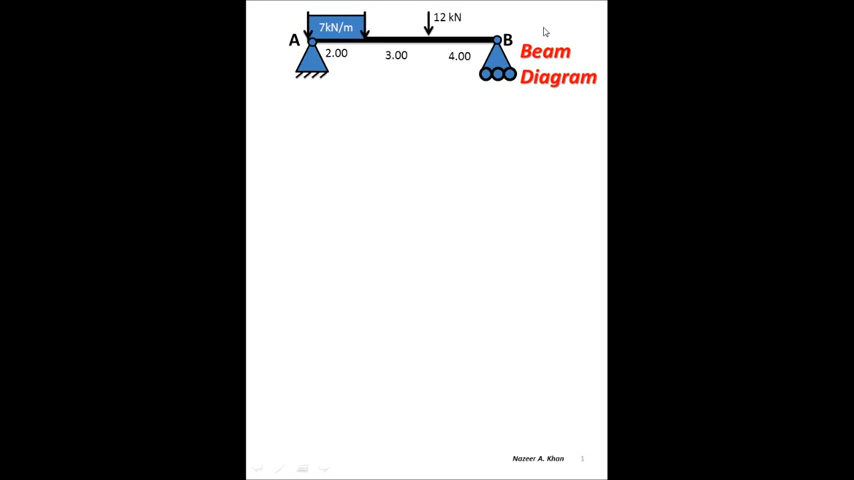 7kN/m
12 kN
A
B
2.00
3.00
4.00
Beam
Diagram
Nazeer A. Khan
1